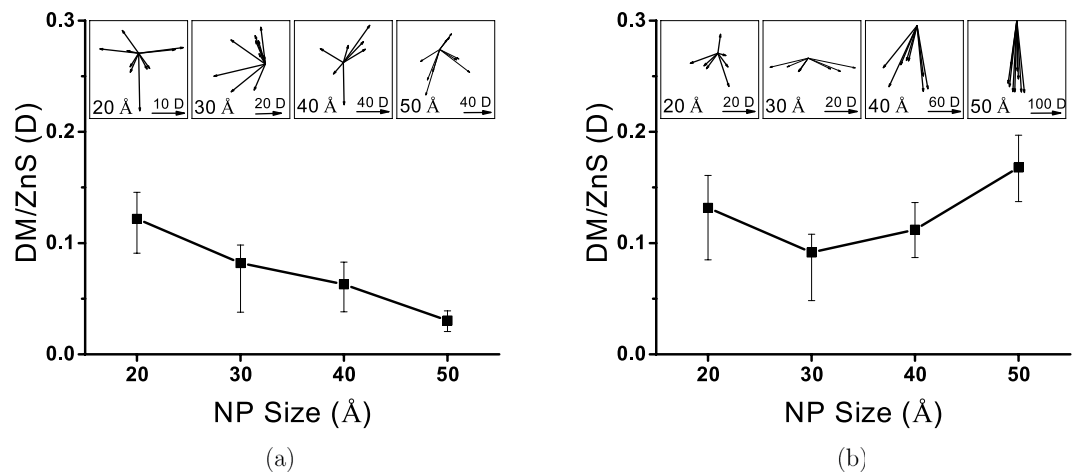 0.3
0.2
0.1
0.0
DM/ZnS (D)
20 Å
10 D
30 Å
20 D
40 Å
40 D
50 Å
40 D
20
30
40
50
NP Size (Å)
(a)
0.3
0.2
0.1
0.0
DM/ZnS (D)
20 Å
20 D
30 Å
20 D
40 Å
60 D
50 Å
100 D
20
30
40
50
NP Size (Å)
(b)